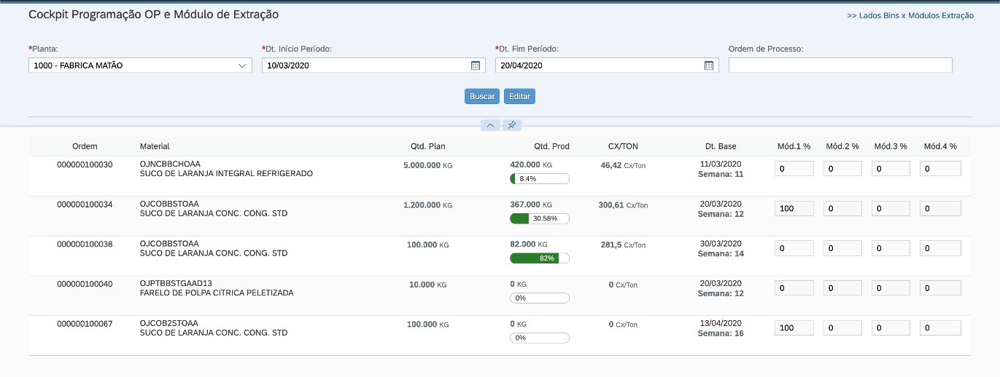 Cockpit Programação OP e Módulo de Extração
>> Lados Bins x Módulos Extração
*Planta: *Dt. Início Período: *Dt. Fim Período: Ordem de Processo:
1000 - FABRICA MATÃO 10/03/2020 20/04/2020
Buscar Editar
Ordem Material Qtd. Plan Qtd. Prod CX/TON Dt. Base Mód.1 % Mód.2 % Mód.3 % Mód.4 %
000000100030 OJNCBBCHOAA 5.000.000 KG 420.000 KG 46,42 Cx/Ton 11/03/2020 0 0 0 0
SUCO DE LARANJA INTEGRAL REFRIGERADO 8.4% Semana: 11
000000100034 OJCOBBSTOAA 1.200.000 KG 367.000 KG 300,61 Cx/Ton 20/03/2020 100 0 0 0
SUCO DE LARANJA CONC. CONG. STD 30.58% Semana: 12
000000100038 OJCOBBSTOAA 100.000 KG 82.000 KG 281,5 Cx/Ton 30/03/2020 0 0 0 0
SUCO DE LARANJA CONC. CONG. STD 82% Semana: 14
000000100040 OJPTBBSTGAAD13 10.000 KG 0 KG 0 Cx/Ton 20/03/2020 0 0 0 0
FARELO DE POLPA CITRICA PELETIZADA 0% Semana: 12
000000100067 OJCOB2STOAA 100.000 KG 0 KG 0 Cx/Ton 13/04/2020 100 0 0 0
SUCO DE LARANJA CONC. CONG. STD 0% Semana: 16